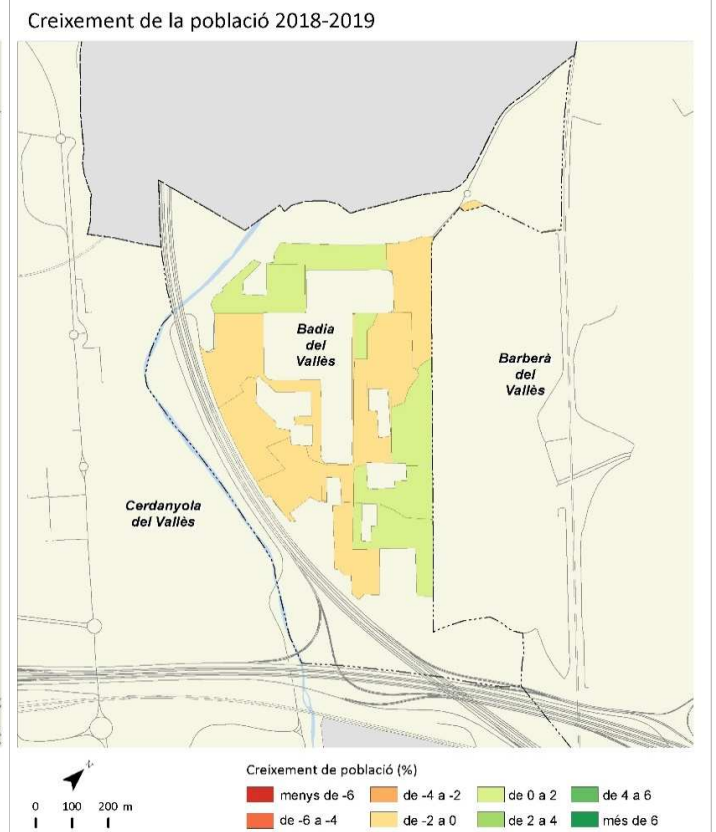 Creixement de la població 2018-2019
Badia
del
Vallès
Barberà
del
Vallès
Cerdanyola
del Vallès
0 100 200 m
Creixement de població (%)
menys de -6
de -4 a -2
de 0 a 2
de 4 a 6
de -6 a -4
de -2 a 0
de 2 a 4
més de 6